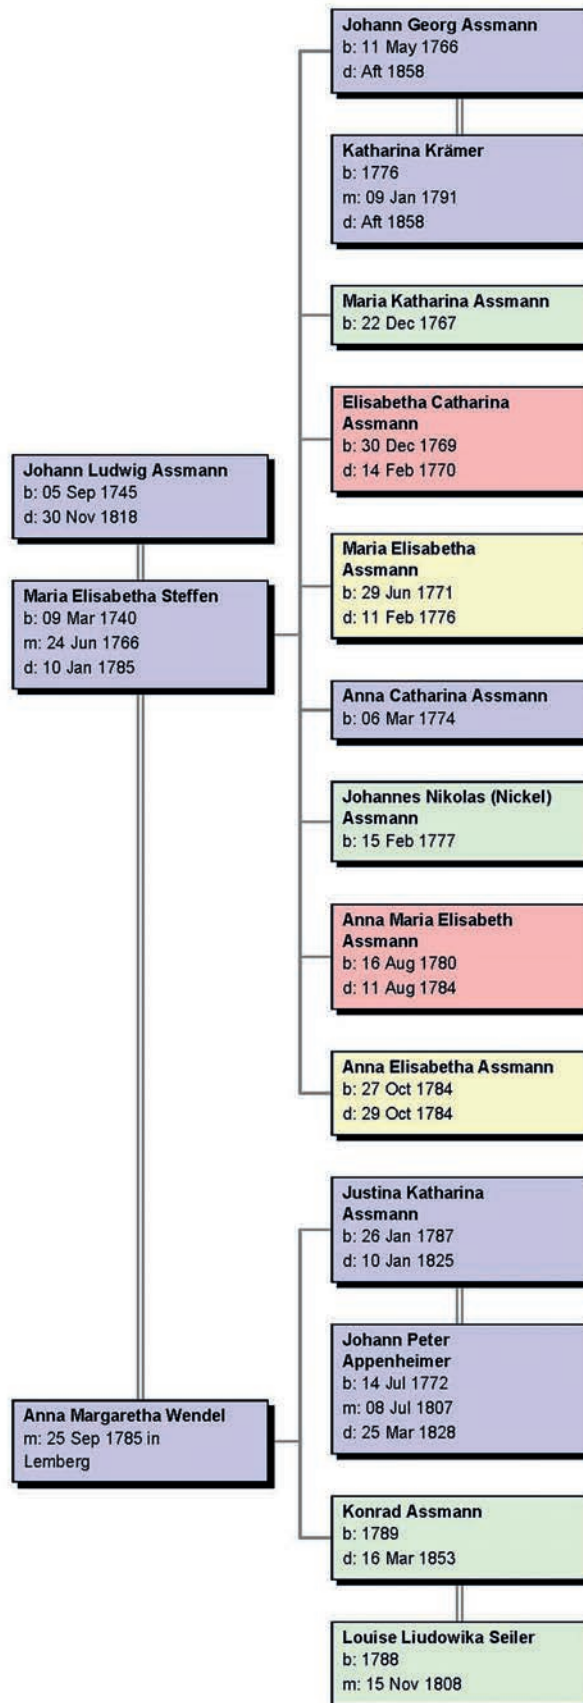 Johann Georg Assmann
b: 11 May 1766
d: Aft 1858
Katharina Krämer
b: 1776
m: 09 Jan 1791
d: Aft 1858
Maria Katharina Assmann
b: 22 Dec 1767
Elisabetha Catharina
Assmann
b: 30 Dec 1769
d: 14 Feb 1770
Johann Ludwig Assmann
b: 05 Sep 1745
d: 30 Nov 1818
Maria Elisabetha Steffen
b: 09 Mar 1740
m: 24 Jun 1766
d: 10 Jan 1785
Maria Elisabetha
Assmann
b: 29 Jun 1771
d: 11 Feb 1776
Anna Catharina Assmann
b: 06 Mar 1774
Johannes Nikolas (Nickel)
Assmann
b: 15 Feb 1777
Anna Maria Elisabeth
Assmann
b: 16 Aug 1780
d: 11 Aug 1784
Anna Elisabetha Assmann
b: 27 Oct 1784
d: 29 Oct 1784
Justina Katharina
Assmann
b: 26 Jan 1787
d: 10 Jan 1825
Johann Peter
Appenheimer
b: 14 Jul 1772
m: 08 Jul 1807
d: 25 Mar 1828
Anna Margaretha Wendel
m: 25 Sep 1785 in
Lemberg
Konrad Assmann
b: 1789
d: 16 Mar 1853
Louise Liudowika Seiler
b: 1788
m: 15 Nov 1808